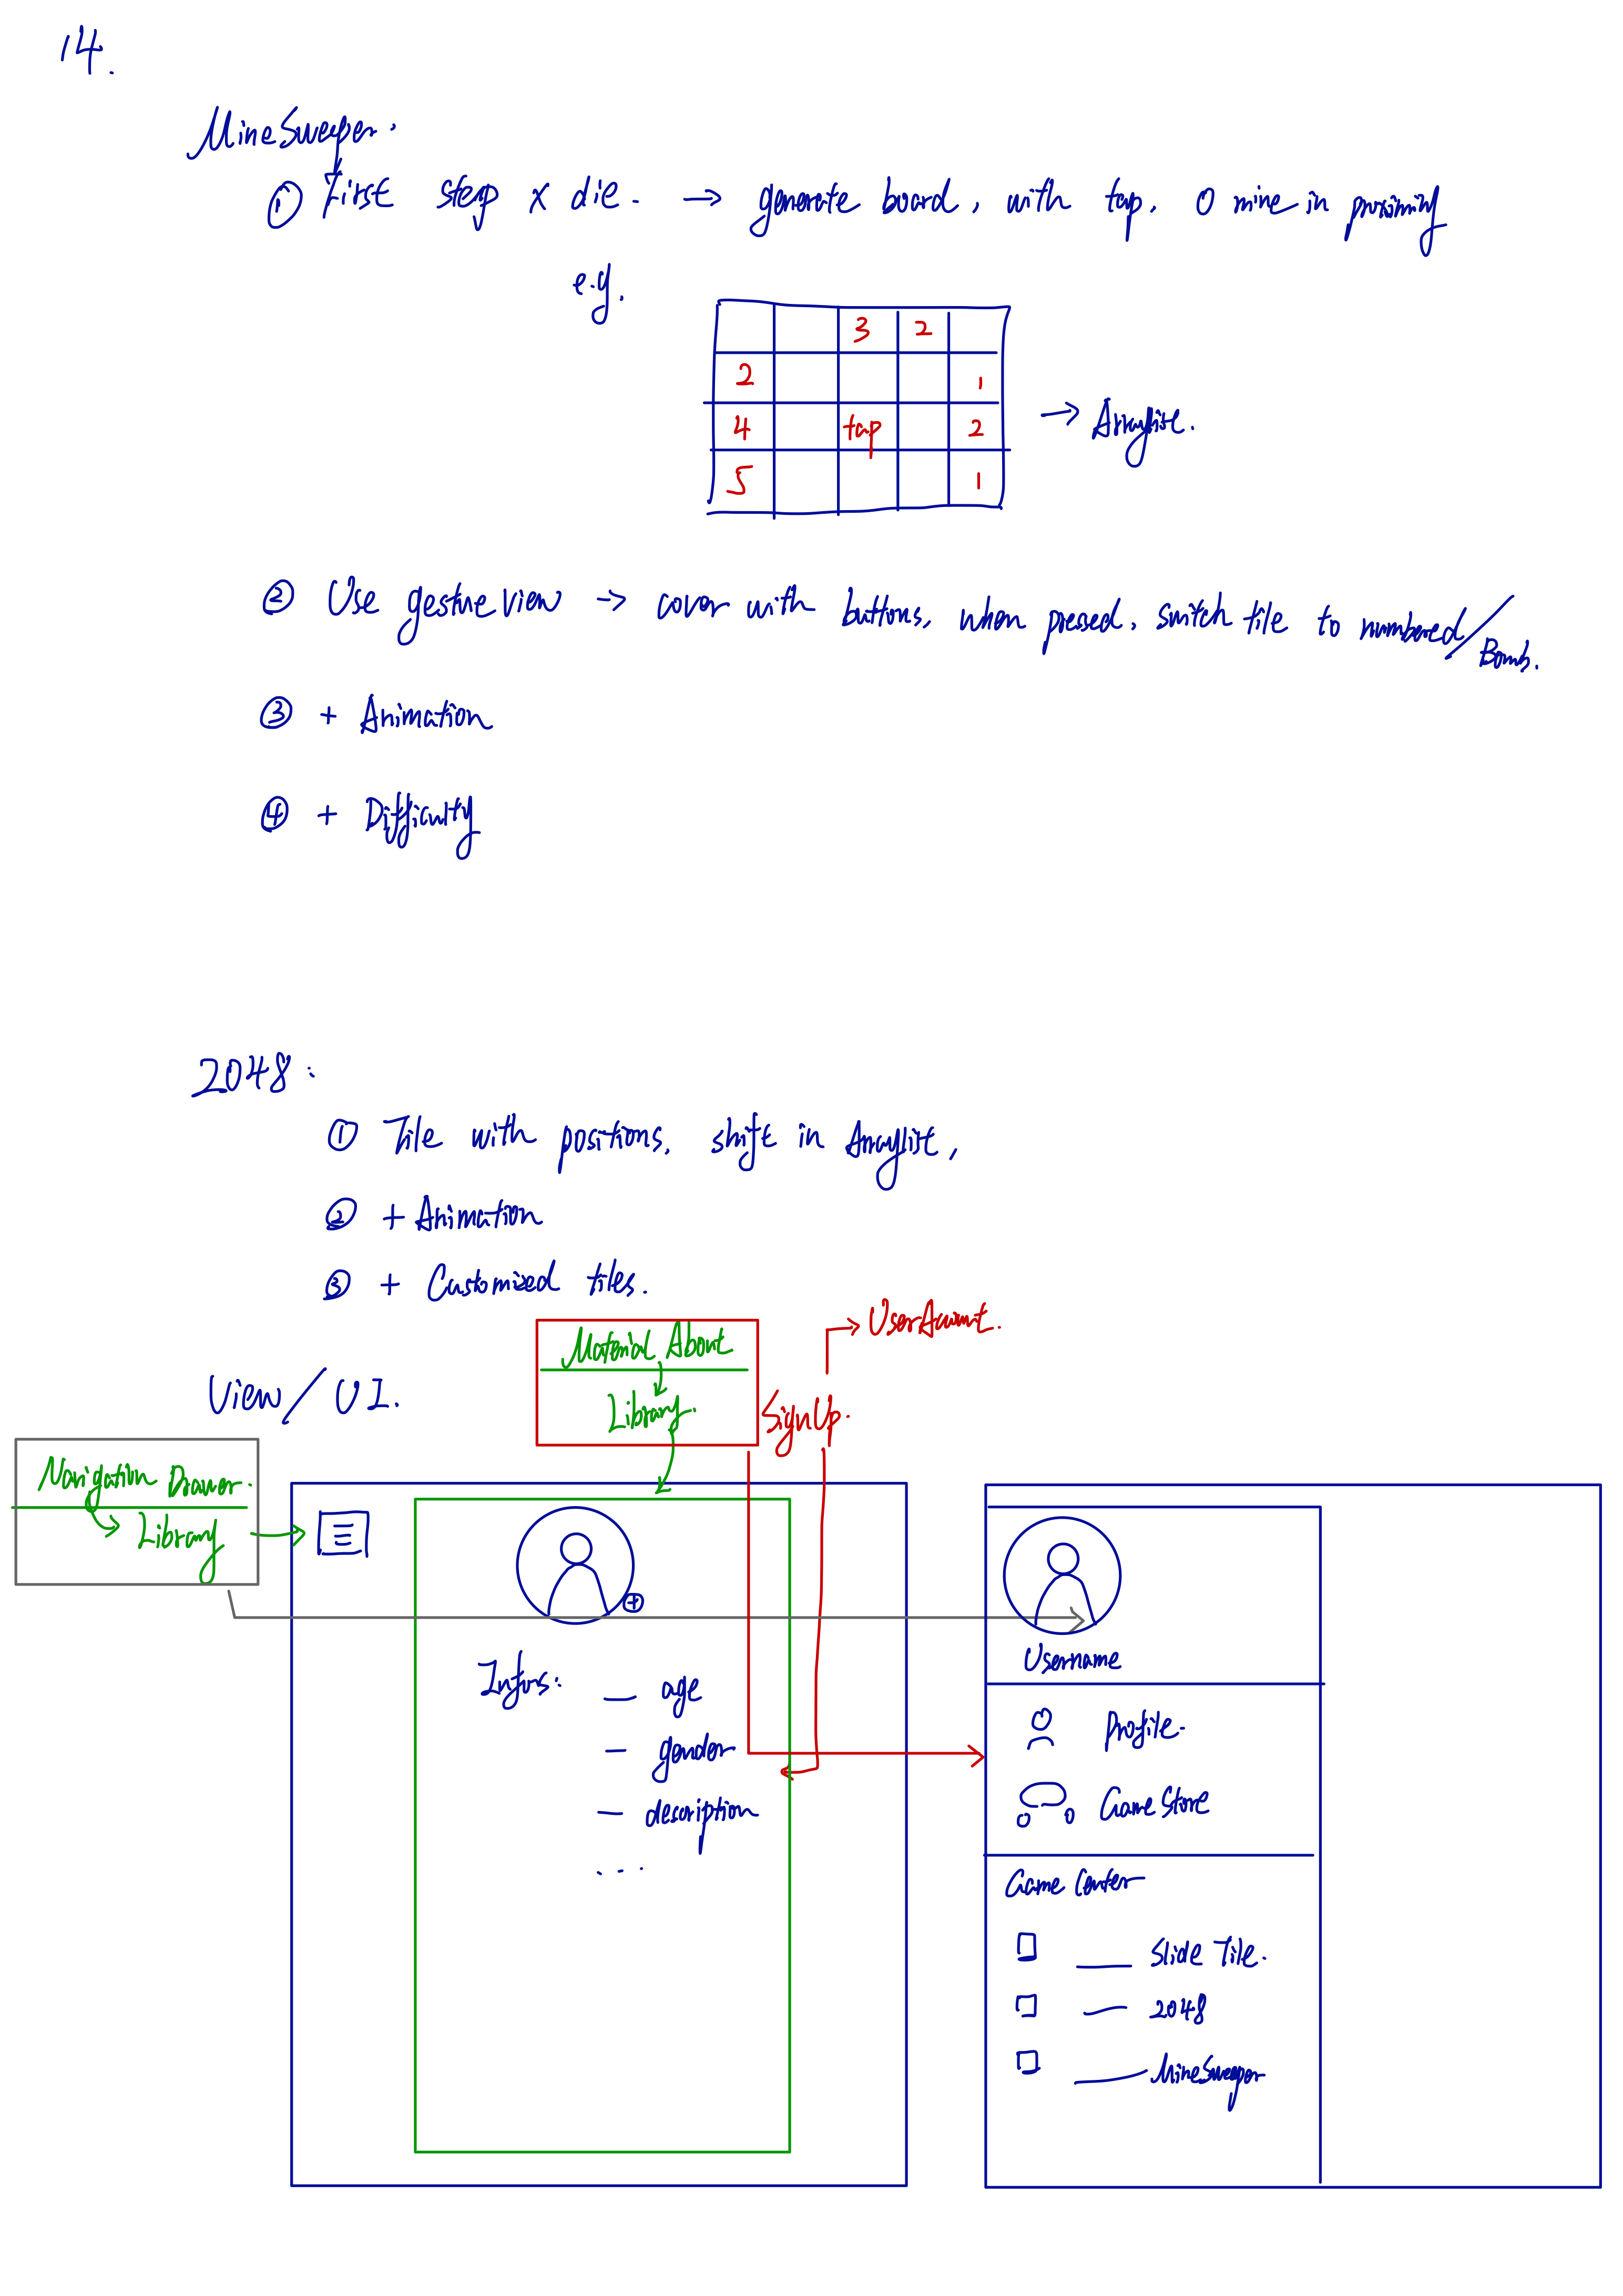 14.
MineSweeper.
① First step x die. → generate board, with tap, 0 mine in proximity
e.g.
3 2
2 1
4 tap 2
5 1
→ Arraylist.
② Use gesture view → cover with buttons, when pressed, switch tile to numbered/Bomb.
③ + Animation
④ + Difficulty
2048:
① Tile with positions, shift in Arraylist,
② + Animation
③ + Customized tiles.
UserAccount.
Material About
Library.
SignUp.
View/UI.
Navigation Drawer.
Library
Infos:
— age
— gender
— description
. . .
Username
Profile
Game Store
Game Center
Slide Tile.
2048
MineSweeper